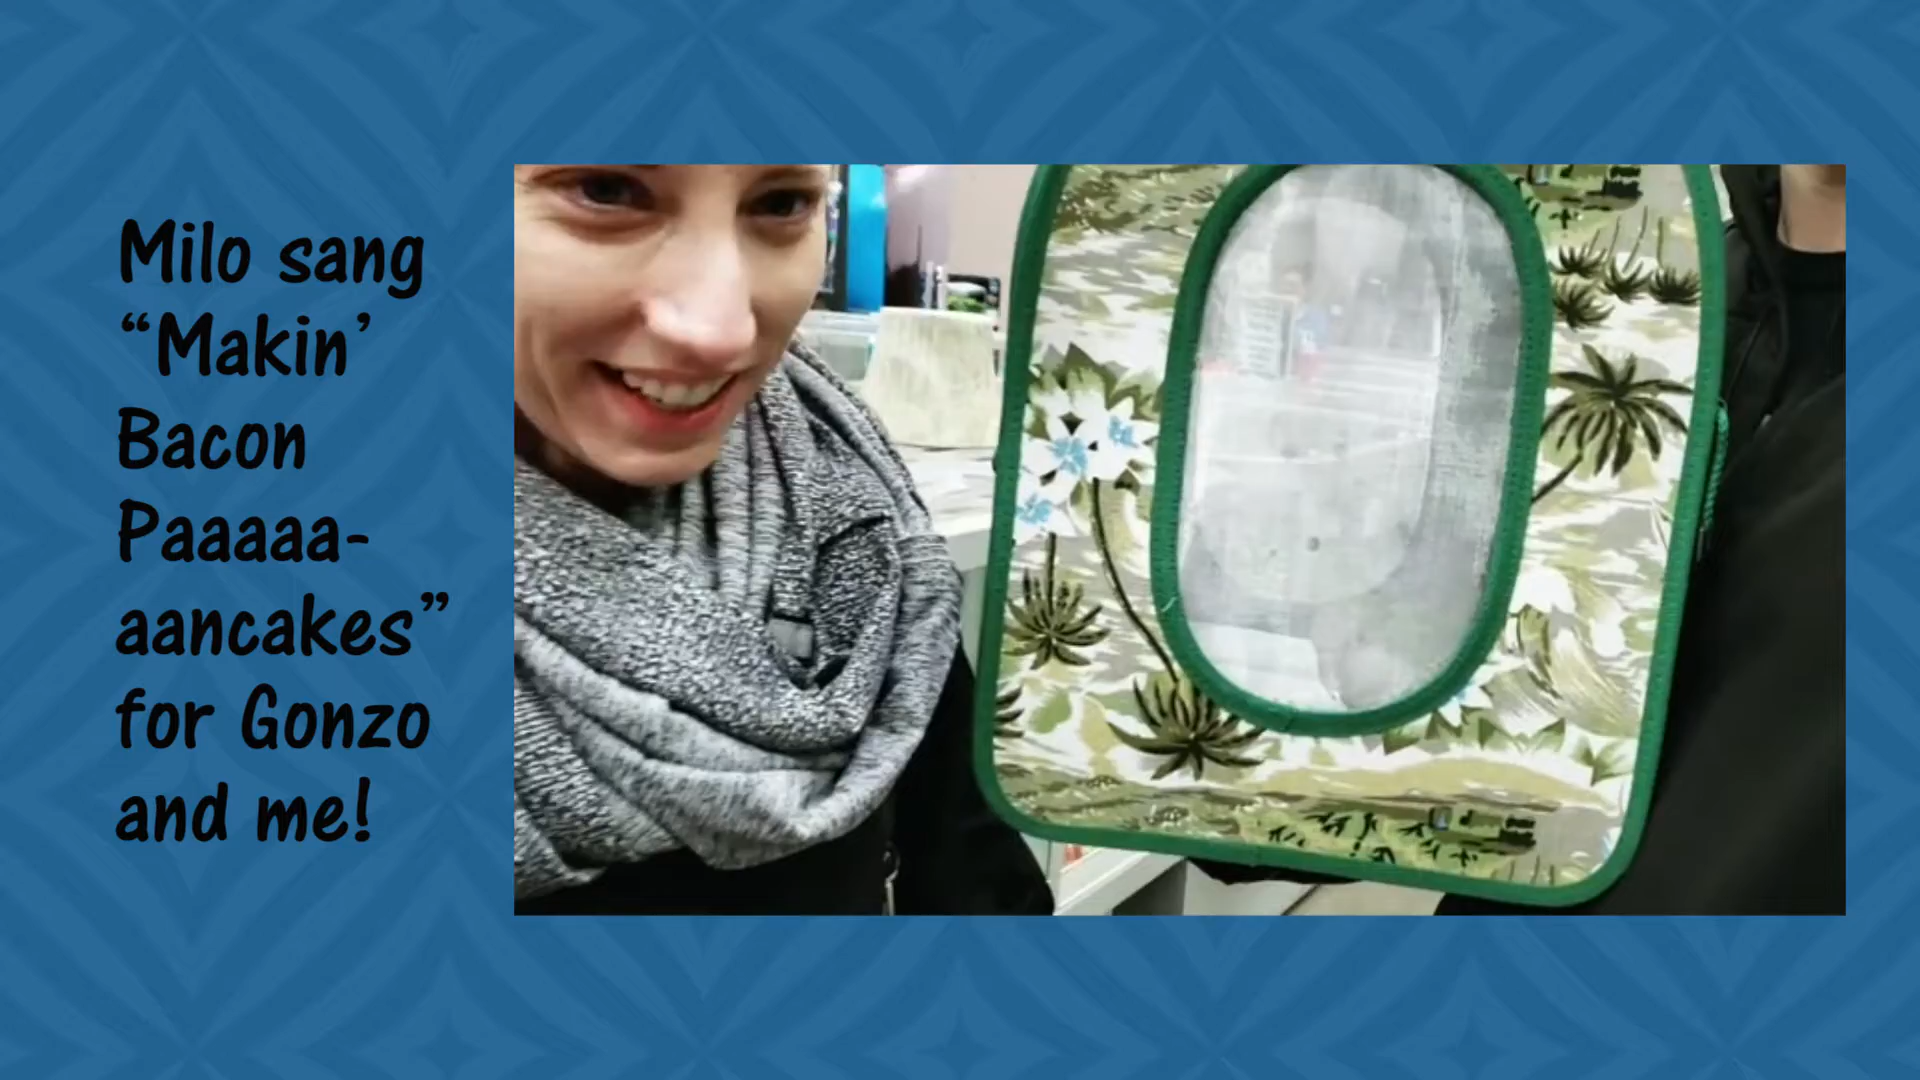 Milo sang
“Makin’
Bacon
Paaaaa-
aancakes”
for Gonzo
and me!